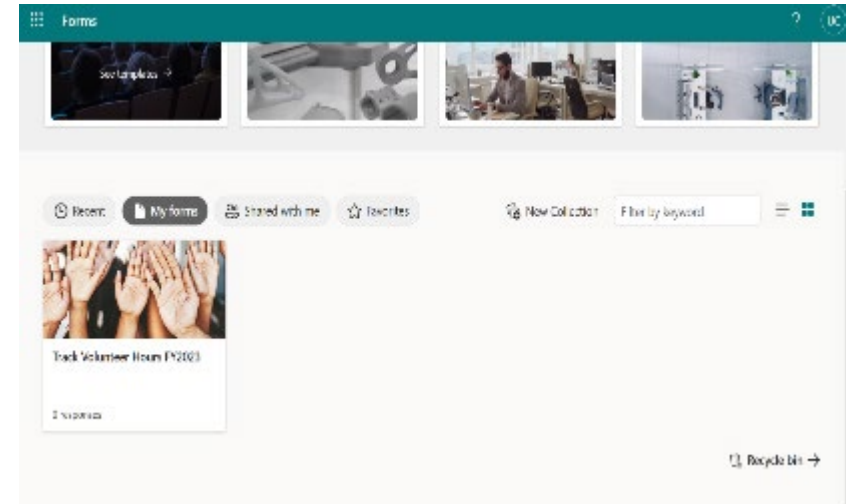 Forms
?
UC
See templates →
Recent
My forms
Shared with me
Favorites
New Collection
Filter by keyword
Track Volunteer Hours FY2023
responses
Recycle bin →